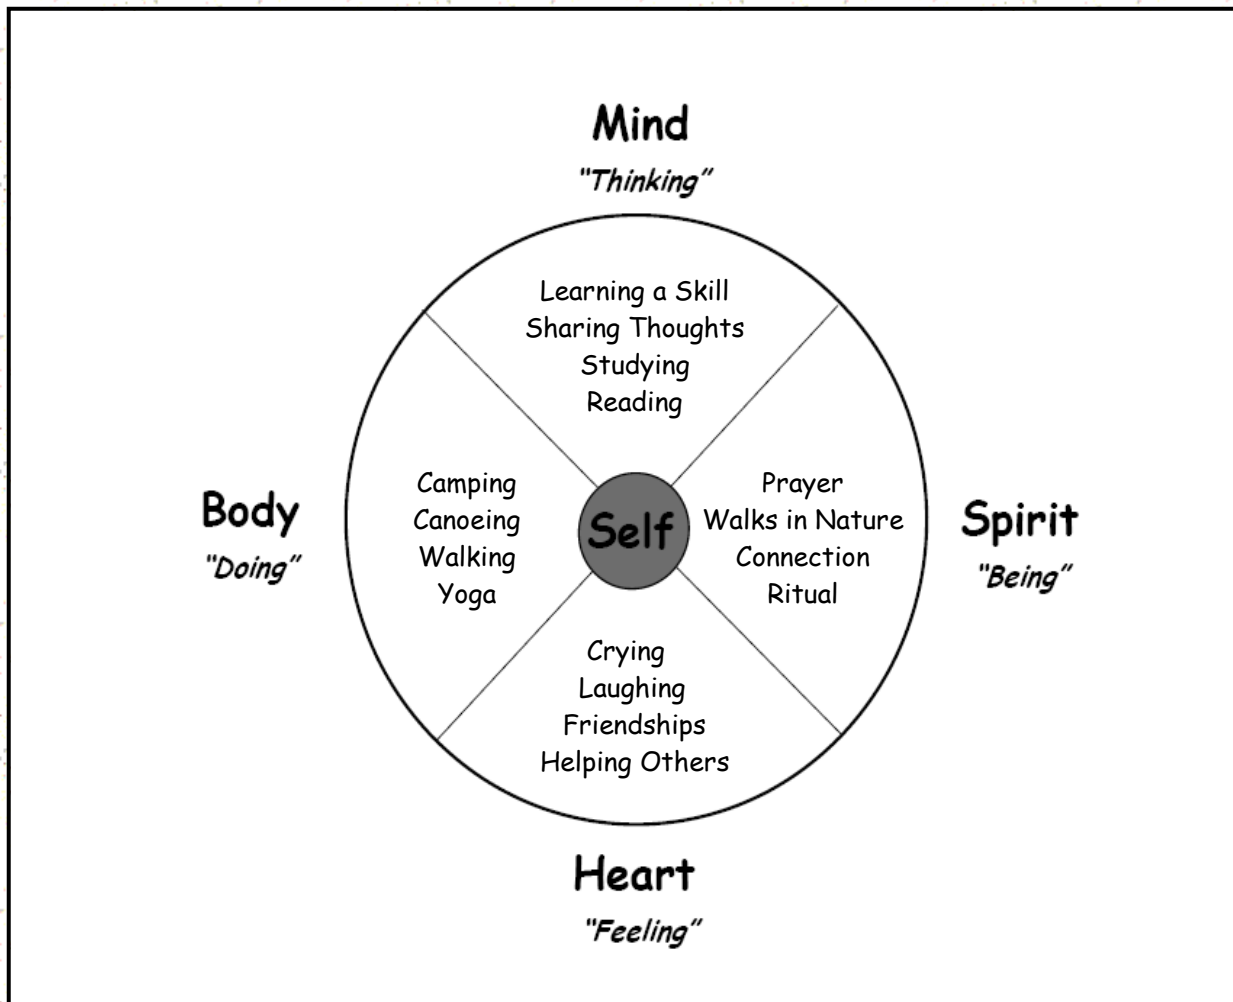 Mind
“Thinking”
Learning a Skill
Sharing Thoughts
Studying
Reading
Body
“Doing”
Camping
Canoeing
Walking
Yoga
Self
Prayer
Walks in Nature
Connection
Ritual
Spirit
“Being”
Crying
Laughing
Friendships
Helping Others
Heart
“Feeling”